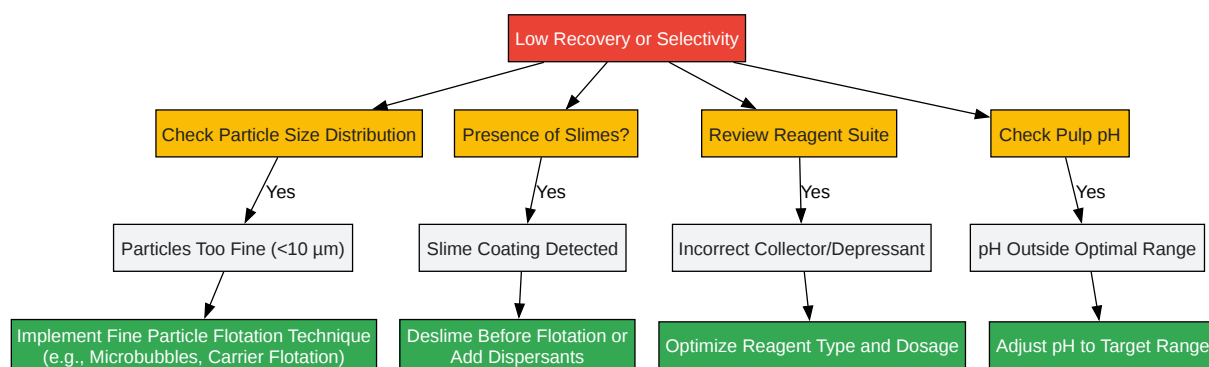 Low Recovery or Selectivity
Check Particle Size Distribution
Presence of Slimes?
Review Reagent Suite
Check Pulp pH
Yes
Yes
Yes
Yes
Particles Too Fine (<10 µm)
Slime Coating Detected
Incorrect Collector/Depressant
pH Outside Optimal Range
Implement Fine Particle Flotation Technique
(e.g., Microbubbles, Carrier Flotation)
Deslime Before Flotation or
Add Dispersants
Optimize Reagent Type and Dosage
Adjust pH to Target Range